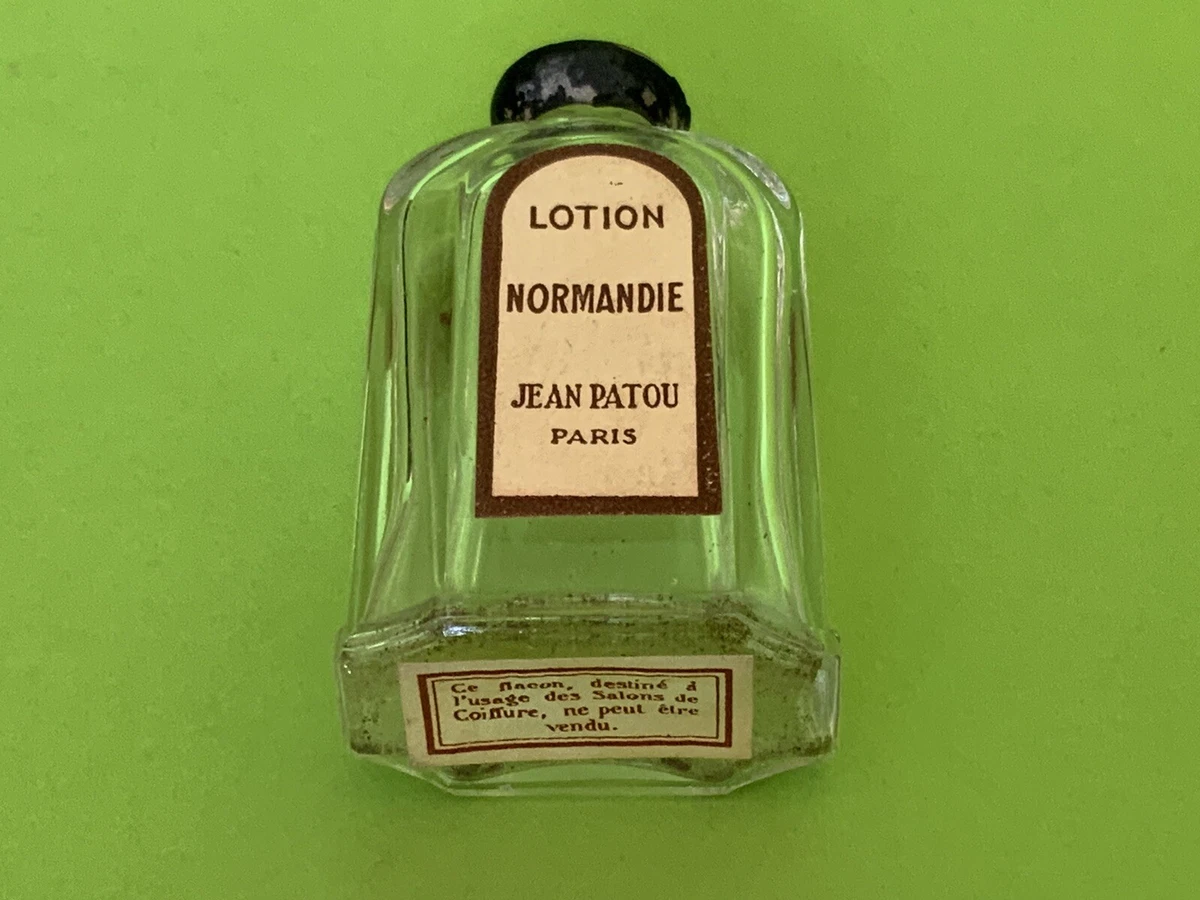 LOTION
NORMANDIE
JEAN PATOU
PARIS
Ce flacon, destiné à
l'usage des Salons de
Coiffure, ne peut être
vendu.